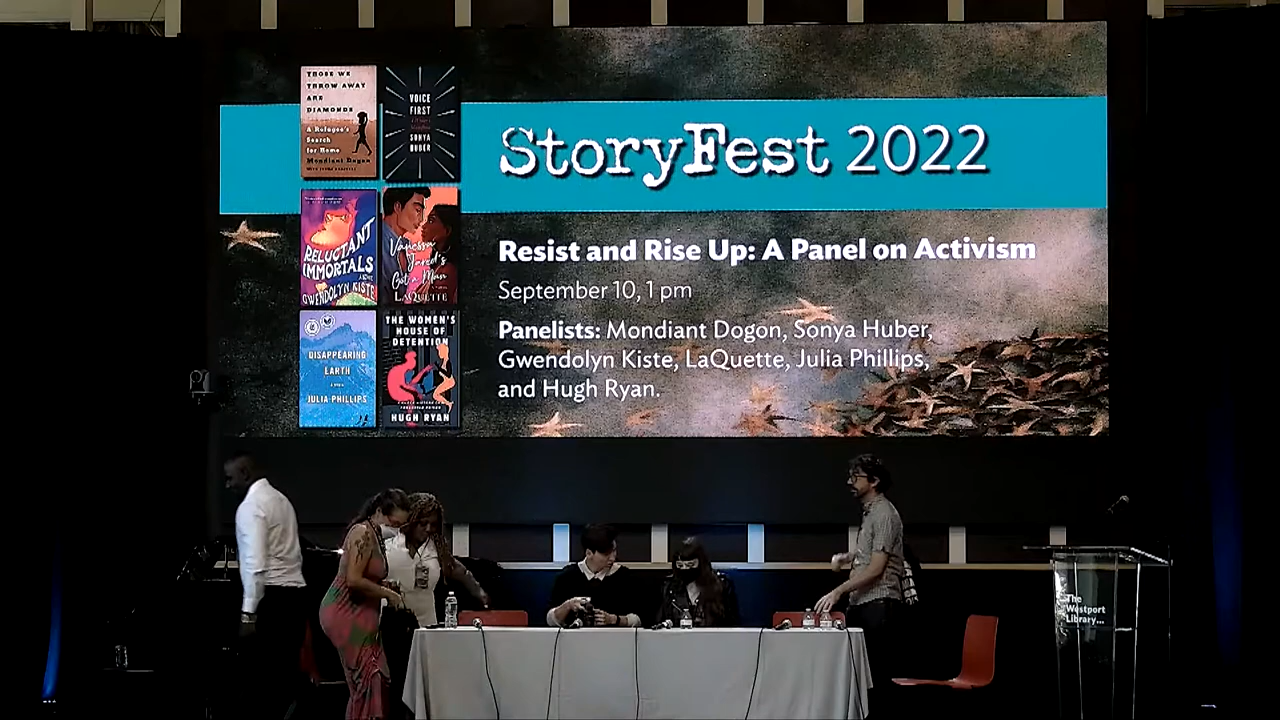 THOSE WE
THROW AWAY
ARE
DIAMONDS
A Refugee's
Search
for Home
Mondiant Dogon
VOICE
FIRST
SONYA
HUBER
RELUCTANT
IMMORTALS
GWENDOLYN KISTE
Vanessa
Jared's
Got a Man
LAQUETTE
DISAPPEARING
EARTH
JULIA PHILLIPS
THE WOMEN'S
HOUSE OF
DETENTION
HUGH RYAN
StoryFest 2022
Resist and Rise Up: A Panel on Activism
September 10, 1 pm
Panelists: Mondiant Dogon, Sonya Huber,
Gwendolyn Kiste, LaQuette, Julia Phillips,
and Hugh Ryan.
The
Westport
Library...